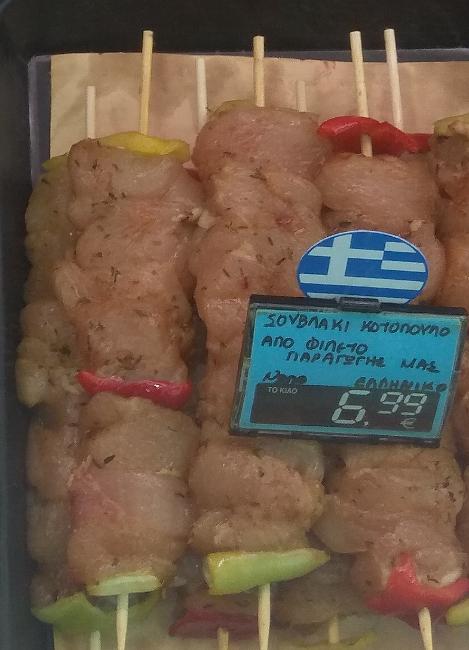 ΣΟΥΒΛΑΚΙ ΚΟΤΟΠΟΥΛΟ
ΑΠΟ ΦΙΛΕΤΟ
ΠΑΡΑΓΩΓΗΣ ΜΑΣ
ΕΛΛΗΝΙΚΟ
ΤΟ ΚΙΛΟ
6.99
€